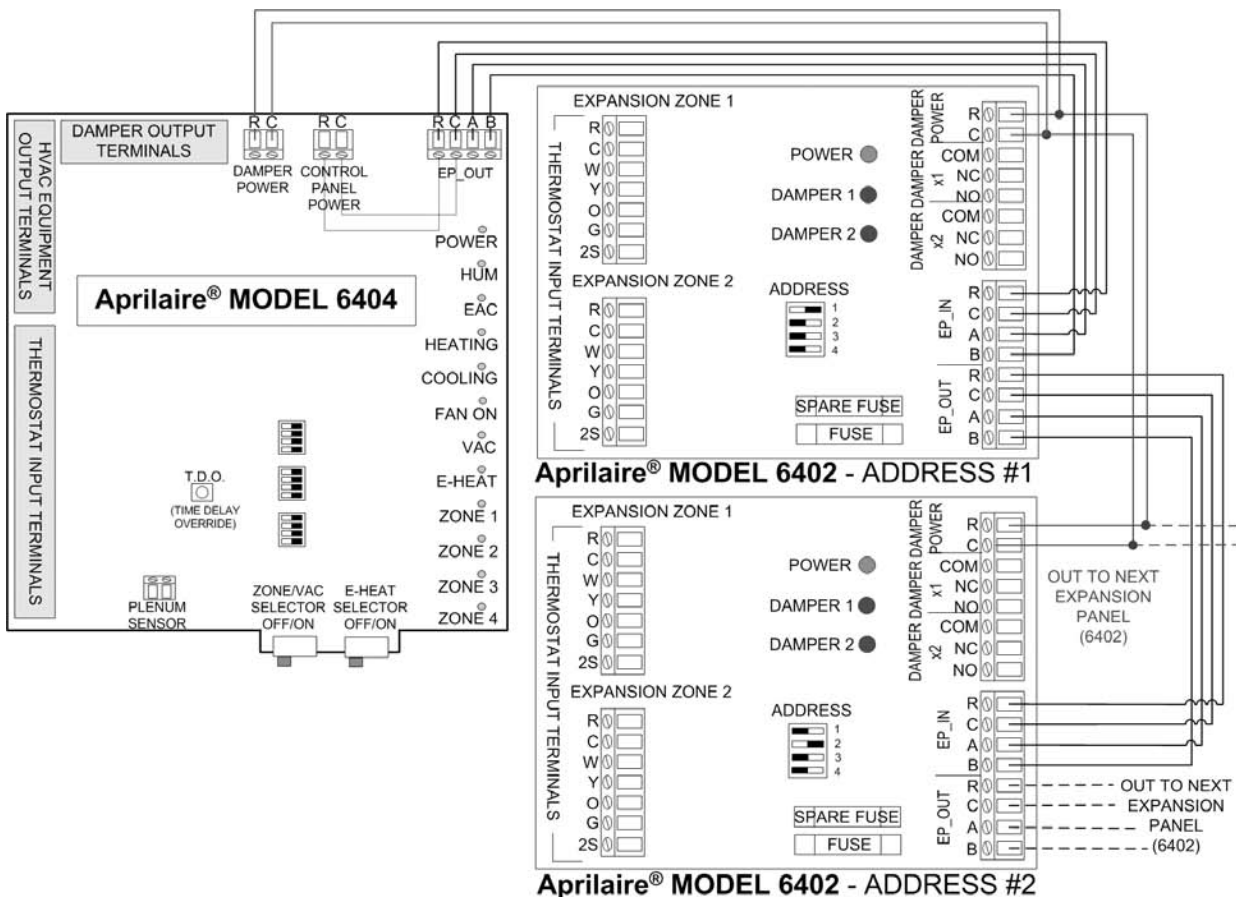 HVAC EQUIPMENT
OUTPUT TERMINALS
DAMPER OUTPUT
TERMINALS
R C
DAMPER
POWER
R C
CONTROL
PANEL
POWER
R C A B
EP_OUT
POWER
HUM
EAC
HEATING
COOLING
FAN ON
VAC
E-HEAT
ZONE 1
ZONE 2
ZONE 3
ZONE 4
Aprilaire® MODEL 6404
THERMOSTAT INPUT TERMINALS
T.D.O.
(TIME DELAY
OVERRIDE)
PLENUM
SENSOR
ZONE/VAC
SELECTOR
OFF/ON
E-HEAT
SELECTOR
OFF/ON
EXPANSION ZONE 1
THERMOSTAT INPUT TERMINALS
R
C
W
Y
O
G
2S
EXPANSION ZONE 2
R
C
W
Y
O
G
2S
POWER
DAMPER 1
DAMPER 2
ADDRESS
1
2
3
4
SPARE FUSE
FUSE
DAMPER
POWER
R
C
DAMPER
x1
COM
NC
NO
DAMPER
x2
COM
NC
NO
EP_IN
R
C
A
B
EP_OUT
R
C
A
B
Aprilaire® MODEL 6402 - ADDRESS #1
EXPANSION ZONE 1
THERMOSTAT INPUT TERMINALS
R
C
W
Y
O
G
2S
EXPANSION ZONE 2
R
C
W
Y
O
G
2S
POWER
DAMPER 1
DAMPER 2
ADDRESS
1
2
3
4
SPARE FUSE
FUSE
DAMPER
POWER
R
C
DAMPER
x1
COM
NC
NO
DAMPER
x2
COM
NC
NO
EP_IN
R
C
A
B
EP_OUT
R
C
A
B
OUT TO NEXT
EXPANSION
PANEL
(6402)
OUT TO NEXT
EXPANSION
PANEL
(6402)
Aprilaire® MODEL 6402 - ADDRESS #2